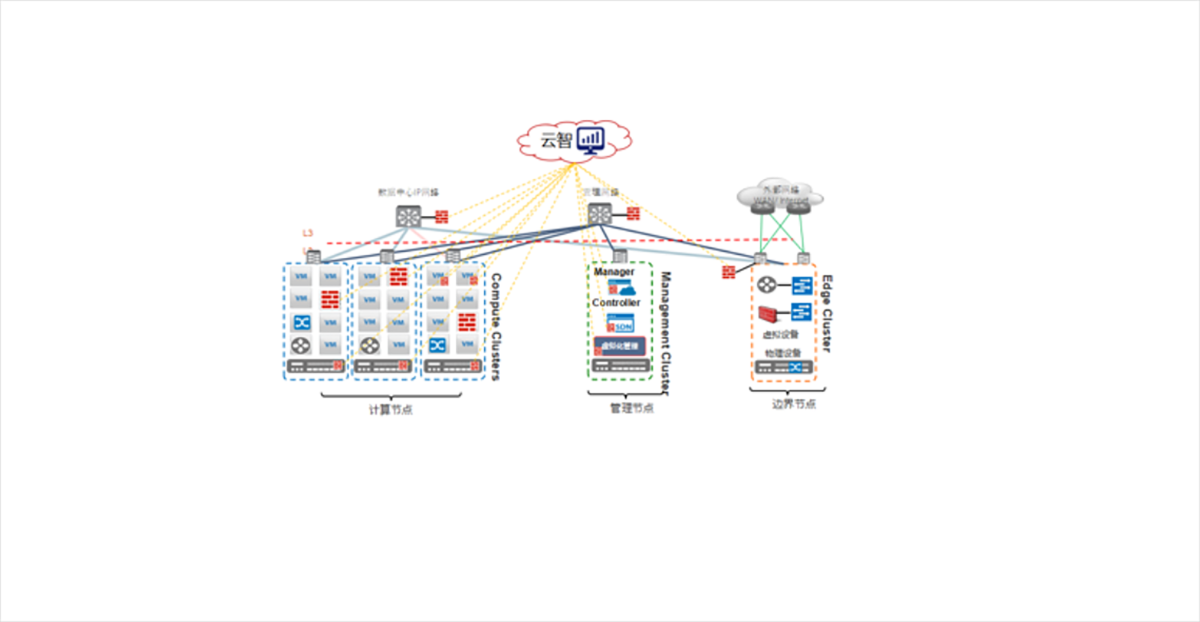 云智
数据中心IP网络
管理网络
外部网络
WAN/ Internet
L3
VM VM
VM
VM
VM
VM
VM VM
VM VM
VM
VM VM
VM VM
VM
VM
Compute Clusters
Manager
Controller
SDN
虚拟化管理
Management Cluster
虚拟设备
物理设备
Edge Cluster
计算节点
管理节点
边界节点